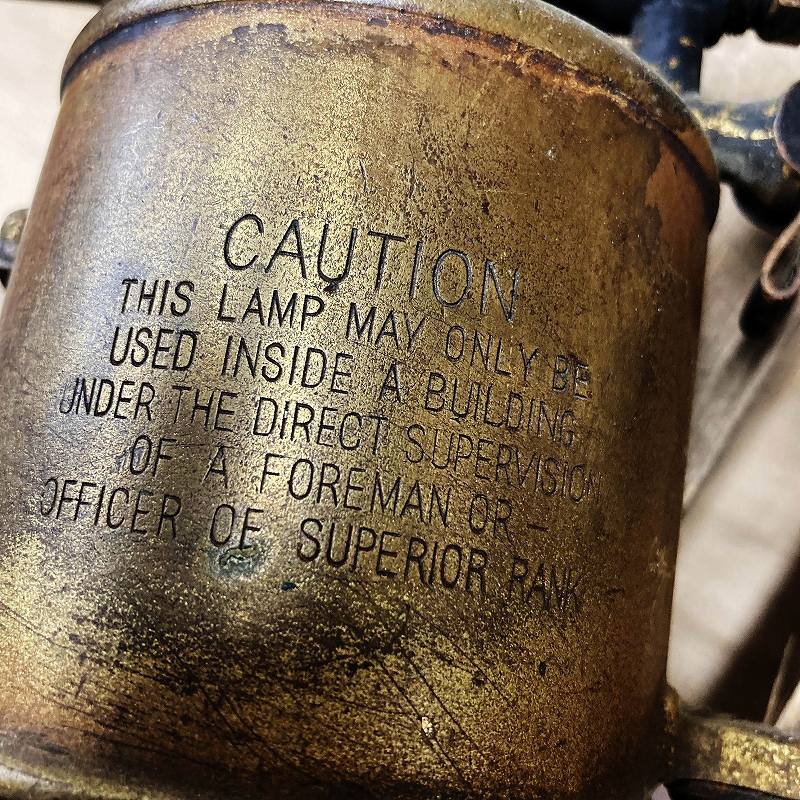 CAUTION
THIS LAMP MAY ONLY BE
USED INSIDE A BUILDING
UNDER THE DIRECT SUPERVISION
OF A FOREMAN OR –
OFFICER OF SUPERIOR RANK –